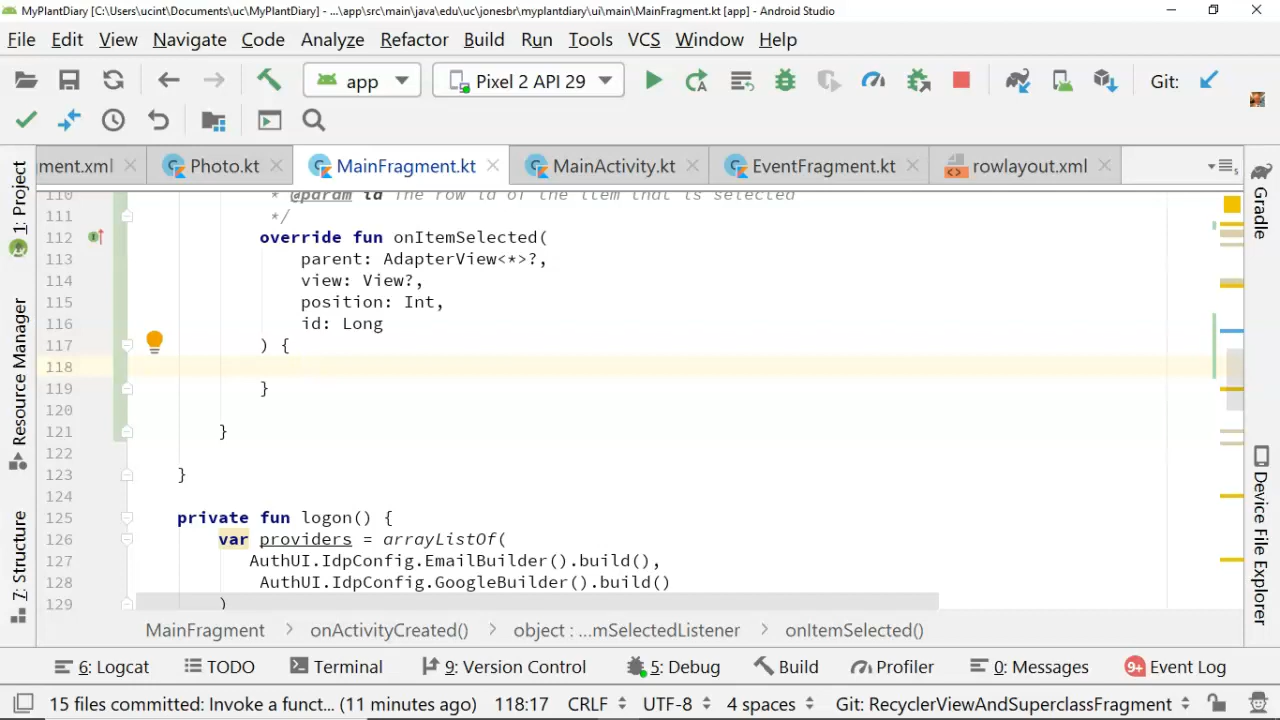 MyPlantDiary [C:\Users\ucint\Documents\uc\MyPlantDiary] - ...\app\src\main\java\edu\uc\jonesbr\myplantdiary\ui\main\MainFragment.kt [app] - Android Studio
File Edit View Navigate Code Analyze Refactor Build Run Tools VCS Window Help
app Pixel 2 API 29 Git:
ment.xml Photo.kt MainFragment.kt MainActivity.kt EventFragment.kt rowlayout.xml
1: Project
Resource Manager
7: Structure
110 * @param id The row id of the item that is selected
111 */
112 override fun onItemSelected(
113 parent: AdapterView<*>?,
114 view: View?,
115 position: Int,
116 id: Long
117 ) {
118
119 }
120
121 }
122
123 }
124
125 private fun logon() {
126 var providers = arrayListOf(
127 AuthUI.IdpConfig.EmailBuilder().build(),
128 AuthUI.IdpConfig.GoogleBuilder().build()
129 )
Gradle
Device File Explorer
MainFragment > onActivityCreated() > object : ...mSelectedListener > onItemSelected()
6: Logcat TODO Terminal 9: Version Control 5: Debug Build Profiler 0: Messages 9+ Event Log
15 files committed: Invoke a funct... (11 minutes ago) 118:17 CRLF UTF-8 4 spaces Git: RecyclerViewAndSuperclassFragment